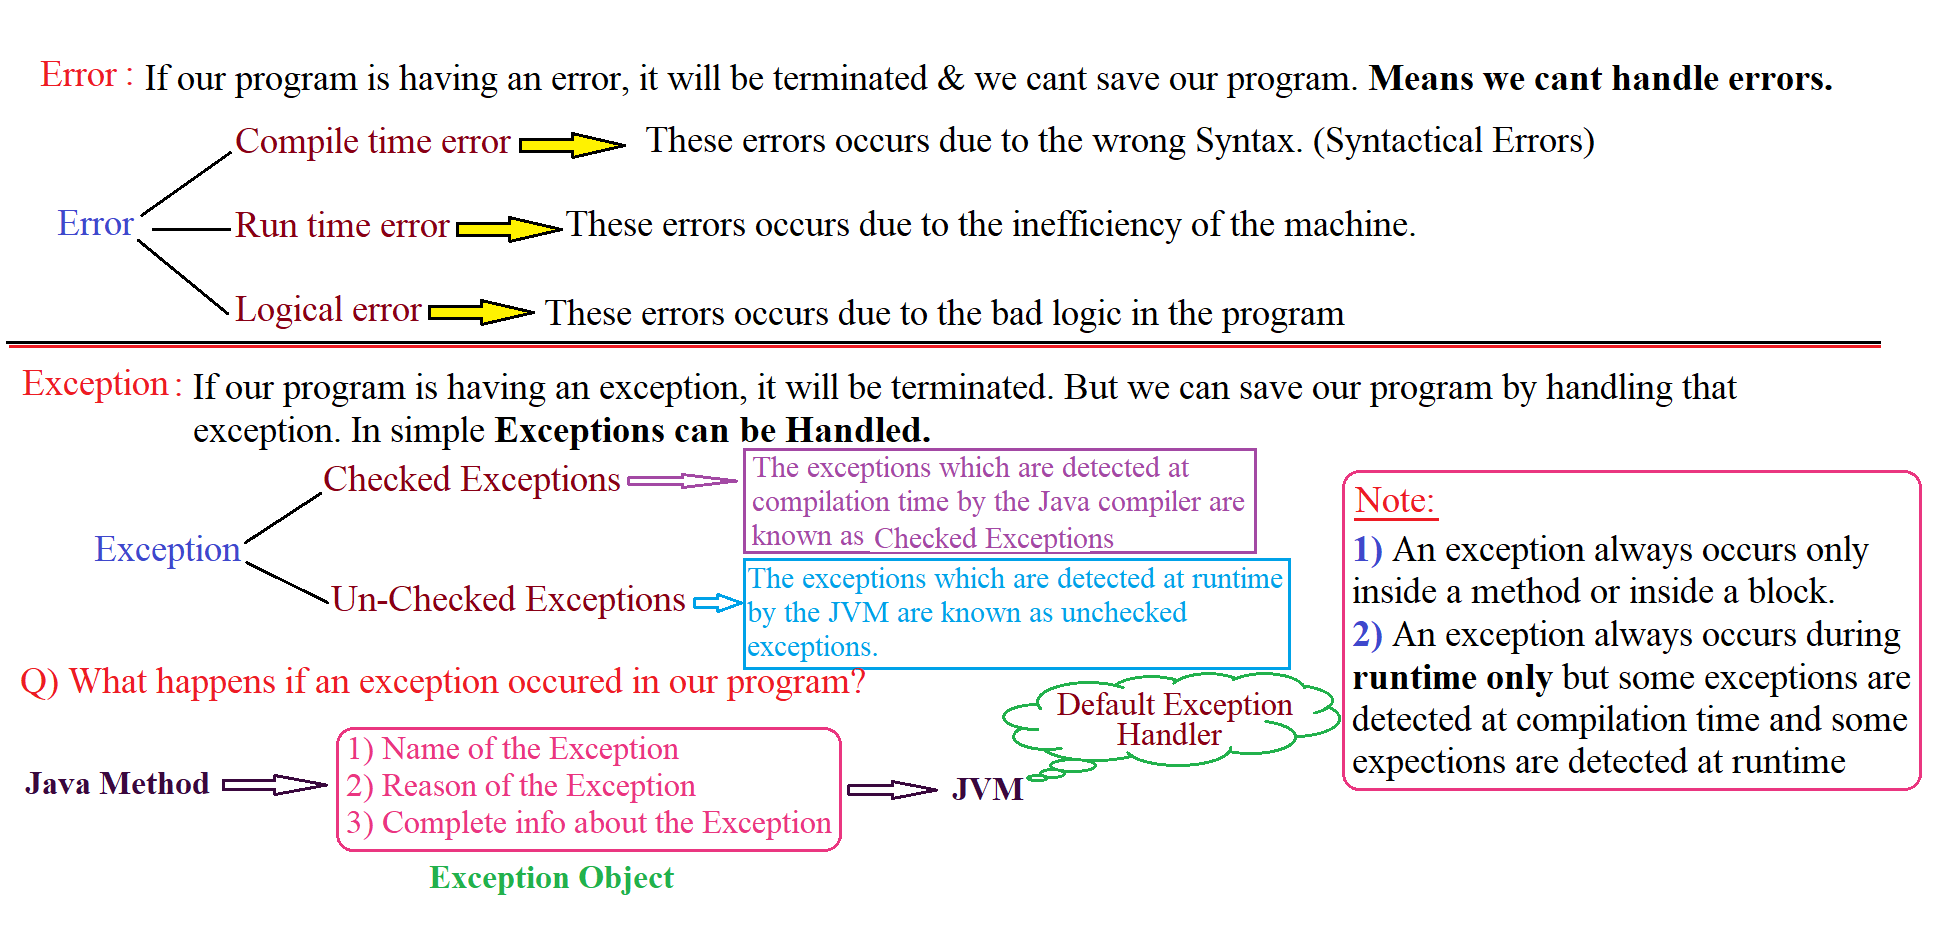 Error : If our program is having an error, it will be terminated & we cant save our program. Means we cant handle errors.
Compile time error These errors occurs due to the wrong Syntax. (Syntactical Errors)
Error Run time error These errors occurs due to the inefficiency of the machine.
Logical error These errors occurs due to the bad logic in the program
Exception : If our program is having an exception, it will be terminated. But we can save our program by handling that
exception. In simple Exceptions can be Handled.
Exception
Checked Exceptions
The exceptions which are detected at
compilation time by the Java compiler are
known as Checked Exceptions
Un-Checked Exceptions
The exceptions which are detected at runtime
by the JVM are known as unchecked
exceptions.
Note:
1) An exception always occurs only
inside a method or inside a block.
2) An exception always occurs during
runtime only but some exceptions are
detected at compilation time and some
expections are detected at runtime
Q) What happens if an exception occured in our program?
Java Method
1) Name of the Exception
2) Reason of the Exception
3) Complete info about the Exception
Exception Object
JVM
Default Exception
Handler